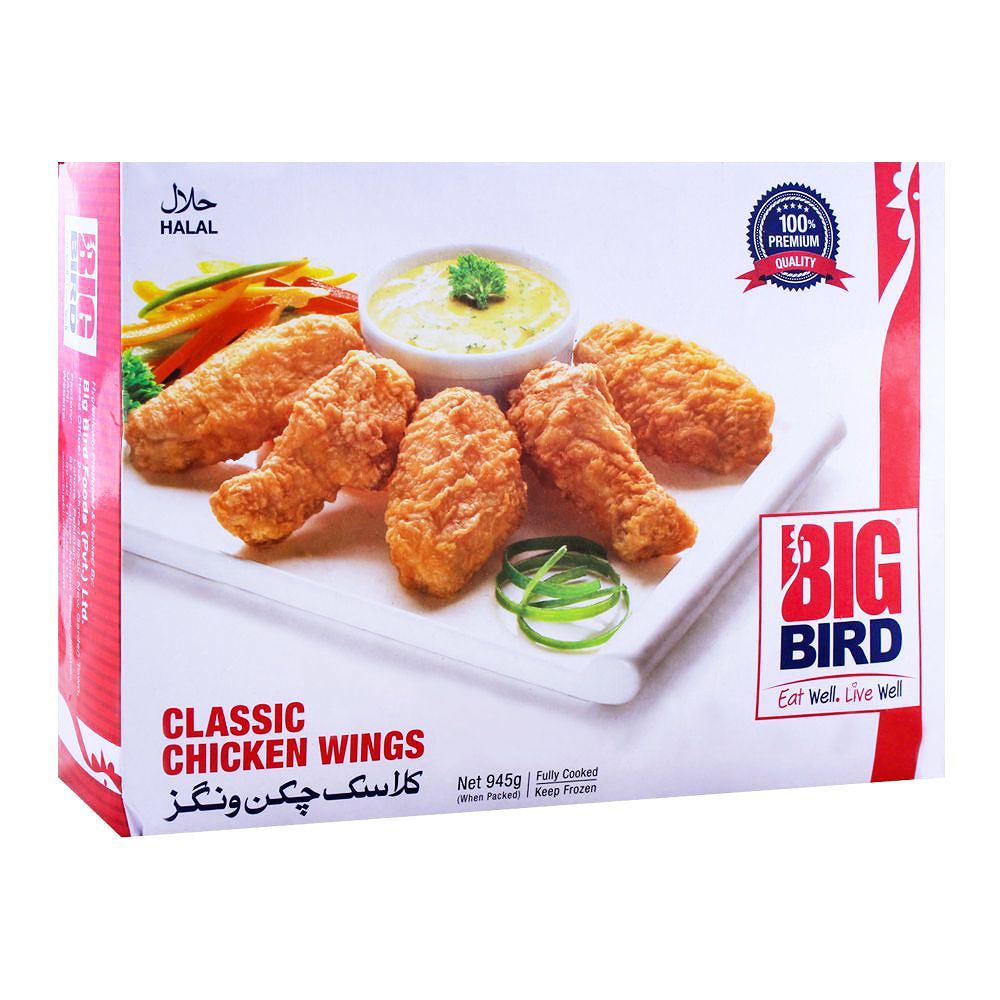 حلال
HALAL
100%
PREMIUM
QUALITY
BIG
BIRD
Eat Well. Live Well
CLASSIC
CHICKEN WINGS
کلاسک چکن ونگز
Net 945g
(When Packed)
Fully Cooked
Keep Frozen
BIG
BIRD
Big Bird Foods (Pvt.) Ltd.